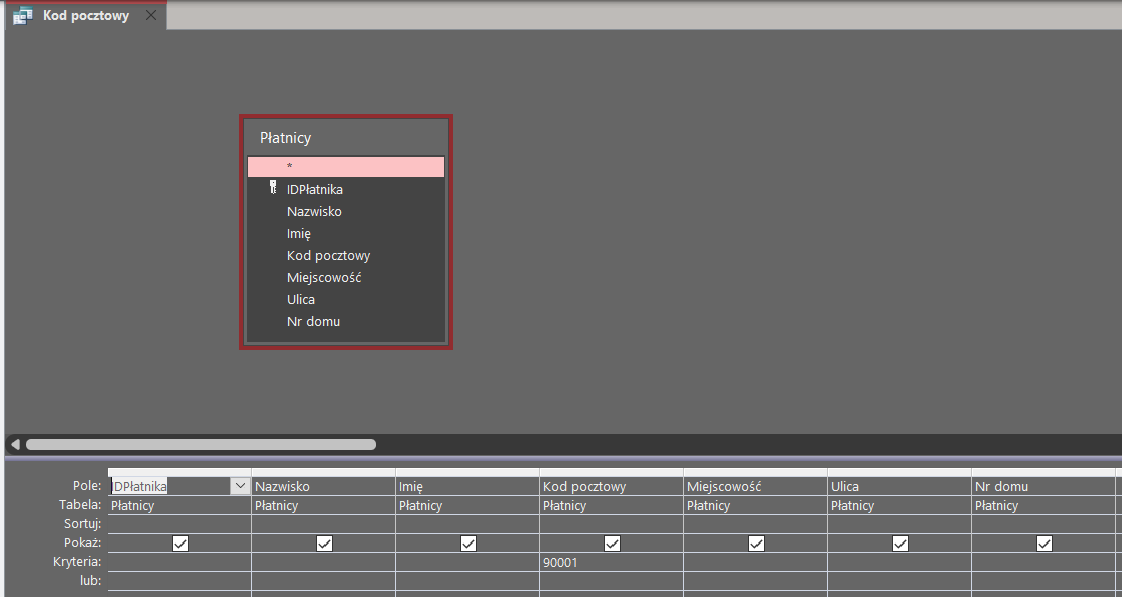 Kod pocztowy
Płatnicy
*
IDPłatnika
Nazwisko
Imię
Kod pocztowy
Miejscowość
Ulica
Nr domu
Pole: IDPłatnika Nazwisko Imię Kod pocztowy Miejscowość Ulica Nr domu
Tabela: Płatnicy Płatnicy Płatnicy Płatnicy Płatnicy Płatnicy Płatnicy
Sortuj:
Pokaż:
Kryteria: 90001
lub: